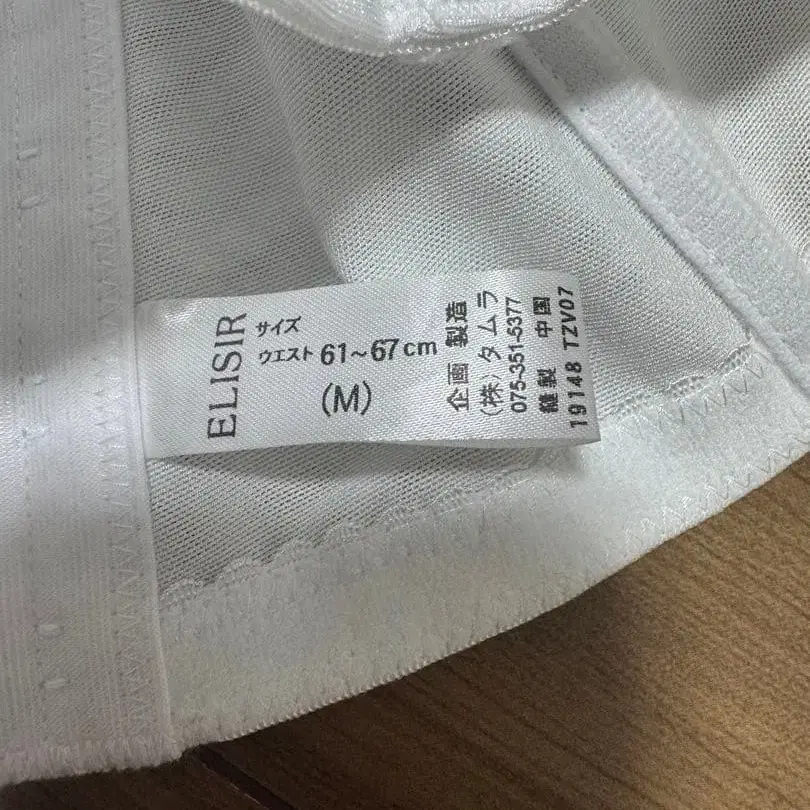 ELISIR
サイズ
ウエスト 61～67cm
(M)
企画 製造
(株)タムラ
075-351-5377
縫製 中国
19148 TZV07